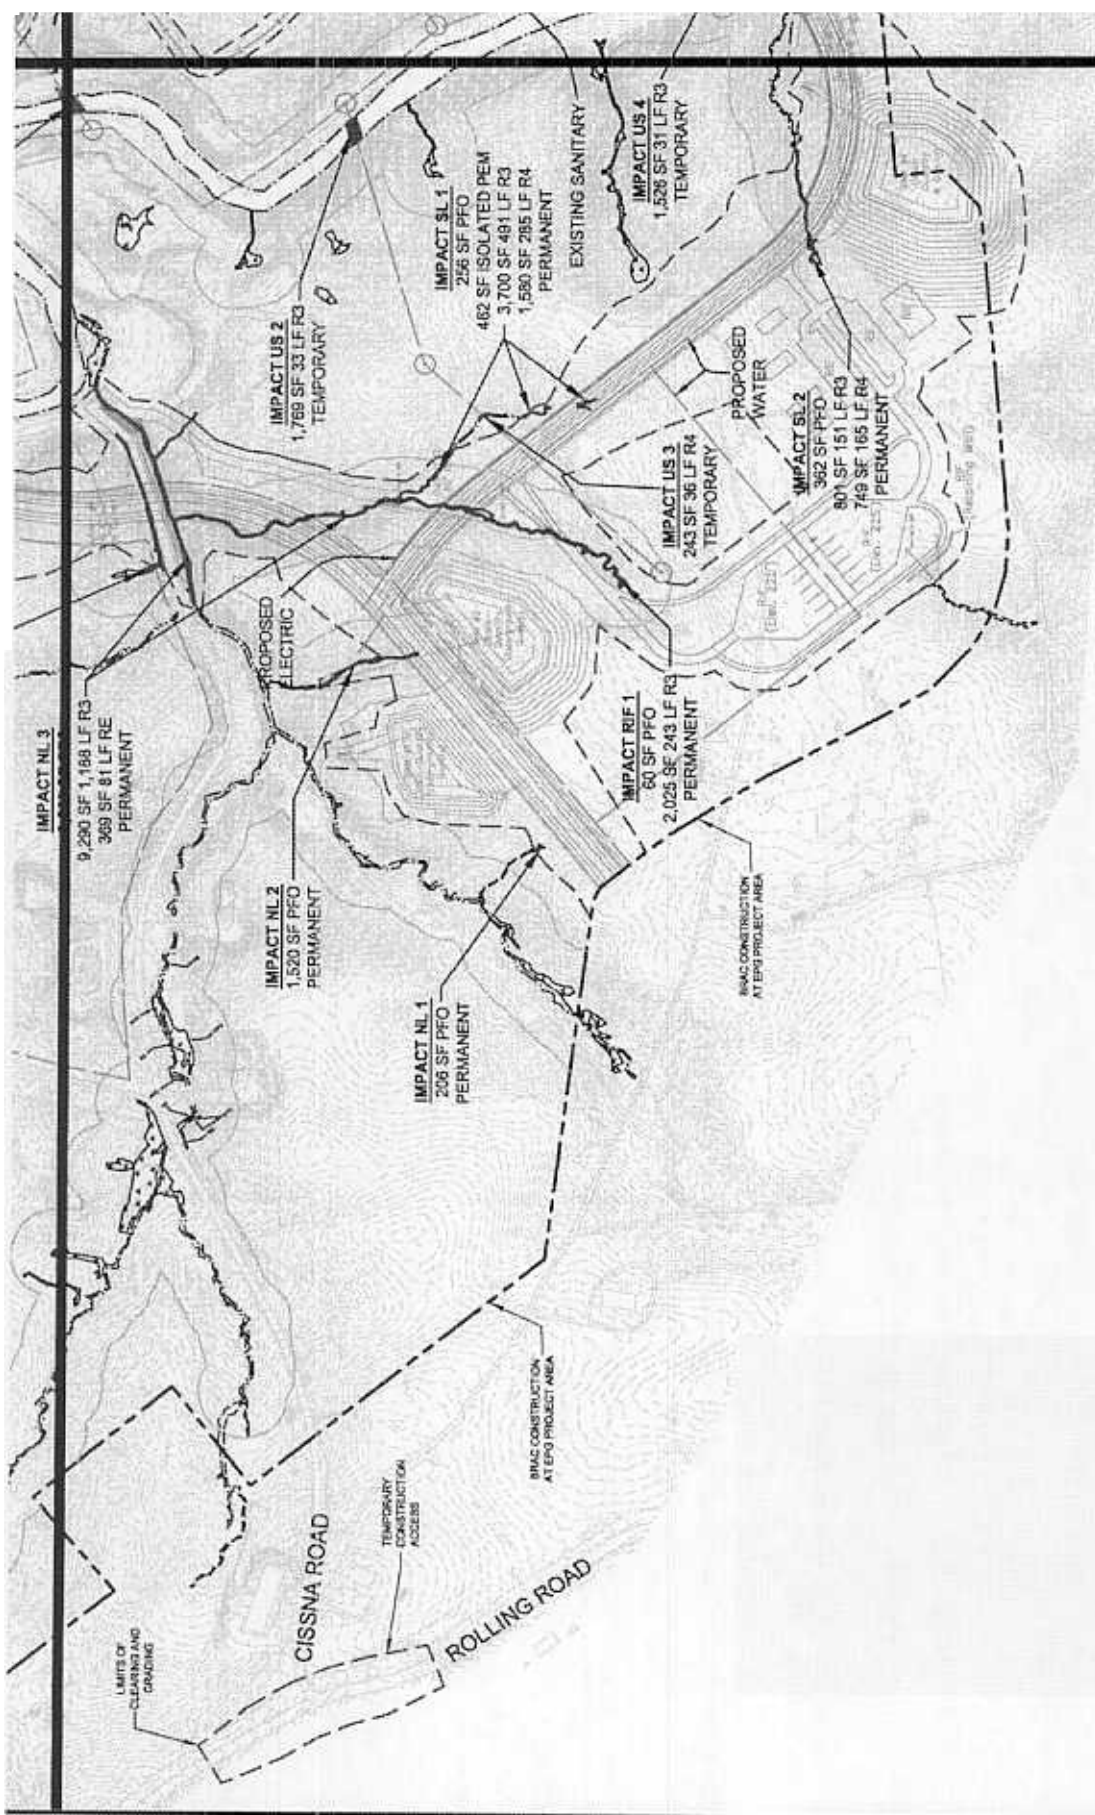 IMPACT NL 3
9,290 SF 1,168 LF R3
369 SF 81 LF RE
PERMANENT
IMPACT US 2
1,769 SF 33 LF R3
TEMPORARY
IMPACT SL 1
256 SF PFO
462 SF ISOLATED PEM
3,700 SF 491 LF R3
1,580 SF 285 LF R4
PERMANENT
EXISTING SANITARY
IMPACT US 4
1,526 SF 31 LF R3
TEMPORARY
PROPOSED
ELECTRIC
IMPACT US 3
243 SF 36 LF R4
TEMPORARY
PROPOSED
WATER
IMPACT SL 2
362 SF PFO
801 SF 151 LF R3
749 SF 165 LF R4
PERMANENT
IMPACT NL 2
1,520 SF PFO
PERMANENT
IMPACT RIF 1
60 SF PFO
2,025 SF 243 LF R3
PERMANENT
IMPACT NL 1
206 SF PFO
PERMANENT
BRAC CONSTRUCTION
AT EPG PROJECT AREA
BRAC CONSTRUCTION
AT EPG PROJECT AREA
LIMITS OF
CLEARING AND
GRADING
CISSNA ROAD
TEMPORARY
CONSTRUCTION
ACCESS
ROLLING ROAD